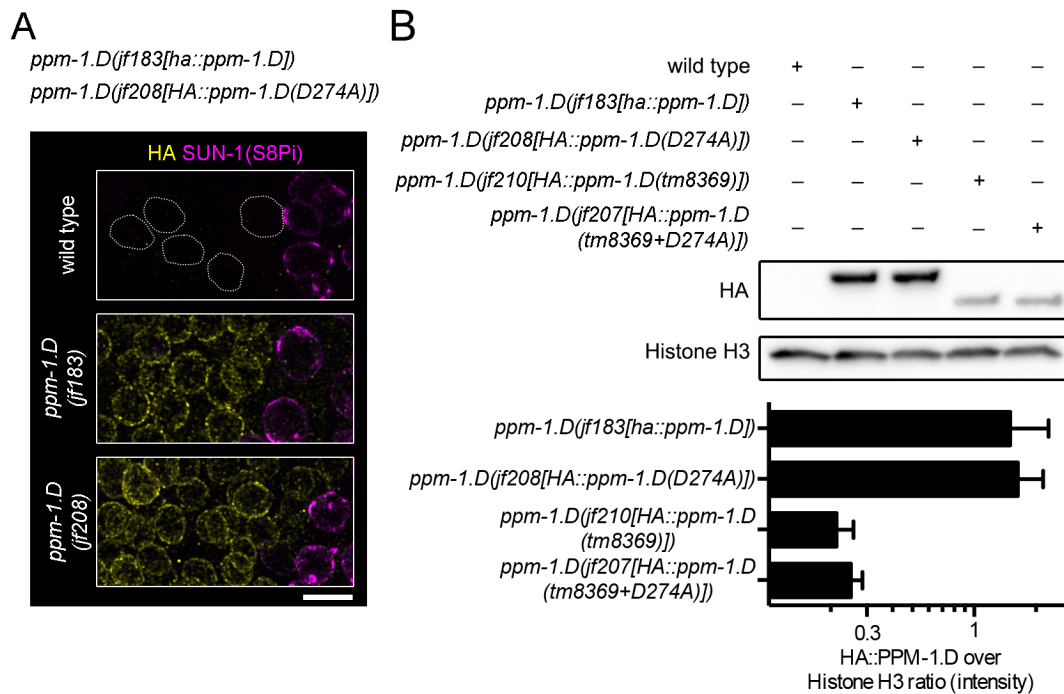 A
ppm-1.D(jf183[ha::ppm-1.D])
ppm-1.D(jf208[HA::ppm-1.D(D274A)])
HA SUN-1(S8Pi)
wild type
ppm-1.D
(jf183)
ppm-1.D
(jf208)
B
wild type + – – – –
ppm-1.D(jf183[ha::ppm-1.D]) – + – – –
ppm-1.D(jf208[HA::ppm-1.D(D274A)]) – – + – –
ppm-1.D(jf210[HA::ppm-1.D(tm8369)]) – – – + –
ppm-1.D(jf207[HA::ppm-1.D
(tm8369+D274A)]) – – – – +
HA
Histone H3
ppm-1.D(jf183[ha::ppm-1.D])
ppm-1.D(jf208[HA::ppm-1.D(D274A)])
ppm-1.D(jf210[HA::ppm-1.D
(tm8369)])
ppm-1.D(jf207[HA::ppm-1.D
(tm8369+D274A)])
0.3 1
HA::PPM-1.D over
Histone H3 ratio (intensity)